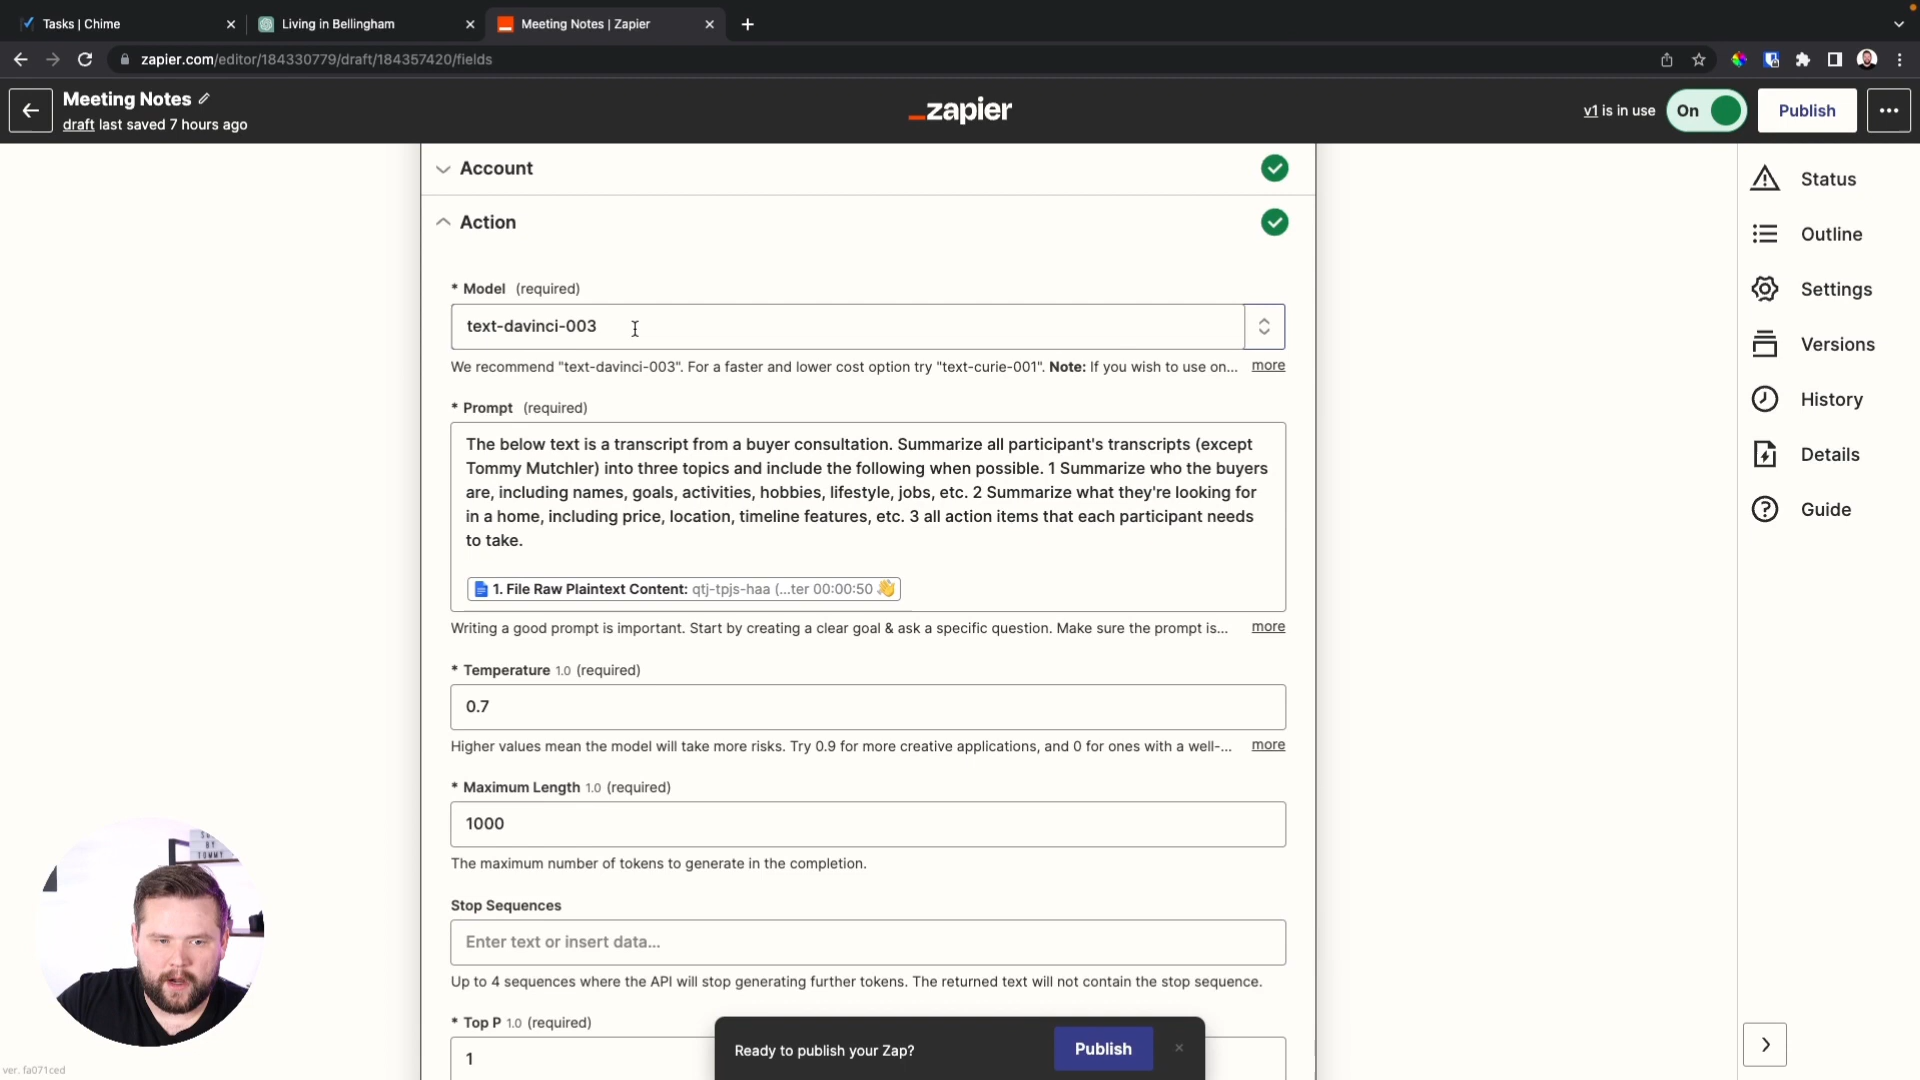 Tasks | Chime
Living in Bellingham
Meeting Notes | Zapier
zapier.com/editor/184330779/draft/184357420/fields
Meeting Notes
draft last saved 7 hours ago
_zapier
v1 is in use
On
Publish
Account
Action
* Model (required)
text-davinci-003
We recommend "text-davinci-003". For a faster and lower cost option try "text-curie-001". Note: If you wish to use on... more
* Prompt (required)
The below text is a transcript from a buyer consultation. Summarize all participant's transcripts (except
Tommy Mutchler) into three topics and include the following when possible. 1 Summarize who the buyers
are, including names, goals, activities, hobbies, lifestyle, jobs, etc. 2 Summarize what they're looking for
in a home, including price, location, timeline features, etc. 3 all action items that each participant needs
to take.
1. File Raw Plaintext Content: qtj-tpjs-haa (...ter 00:00:50 👋
Writing a good prompt is important. Start by creating a clear goal & ask a specific question. Make sure the prompt is... more
* Temperature 1.0 (required)
0.7
Higher values mean the model will take more risks. Try 0.9 for more creative applications, and 0 for ones with a well-... more
* Maximum Length 1.0 (required)
1000
The maximum number of tokens to generate in the completion.
Stop Sequences
Enter text or insert data...
Up to 4 sequences where the API will stop generating further tokens. The returned text will not contain the stop sequence.
* Top P 1.0 (required)
1
Ready to publish your Zap?
Publish
Status
Outline
Settings
Versions
History
Details
Guide
BY
TOMMY
ver. fa071ced